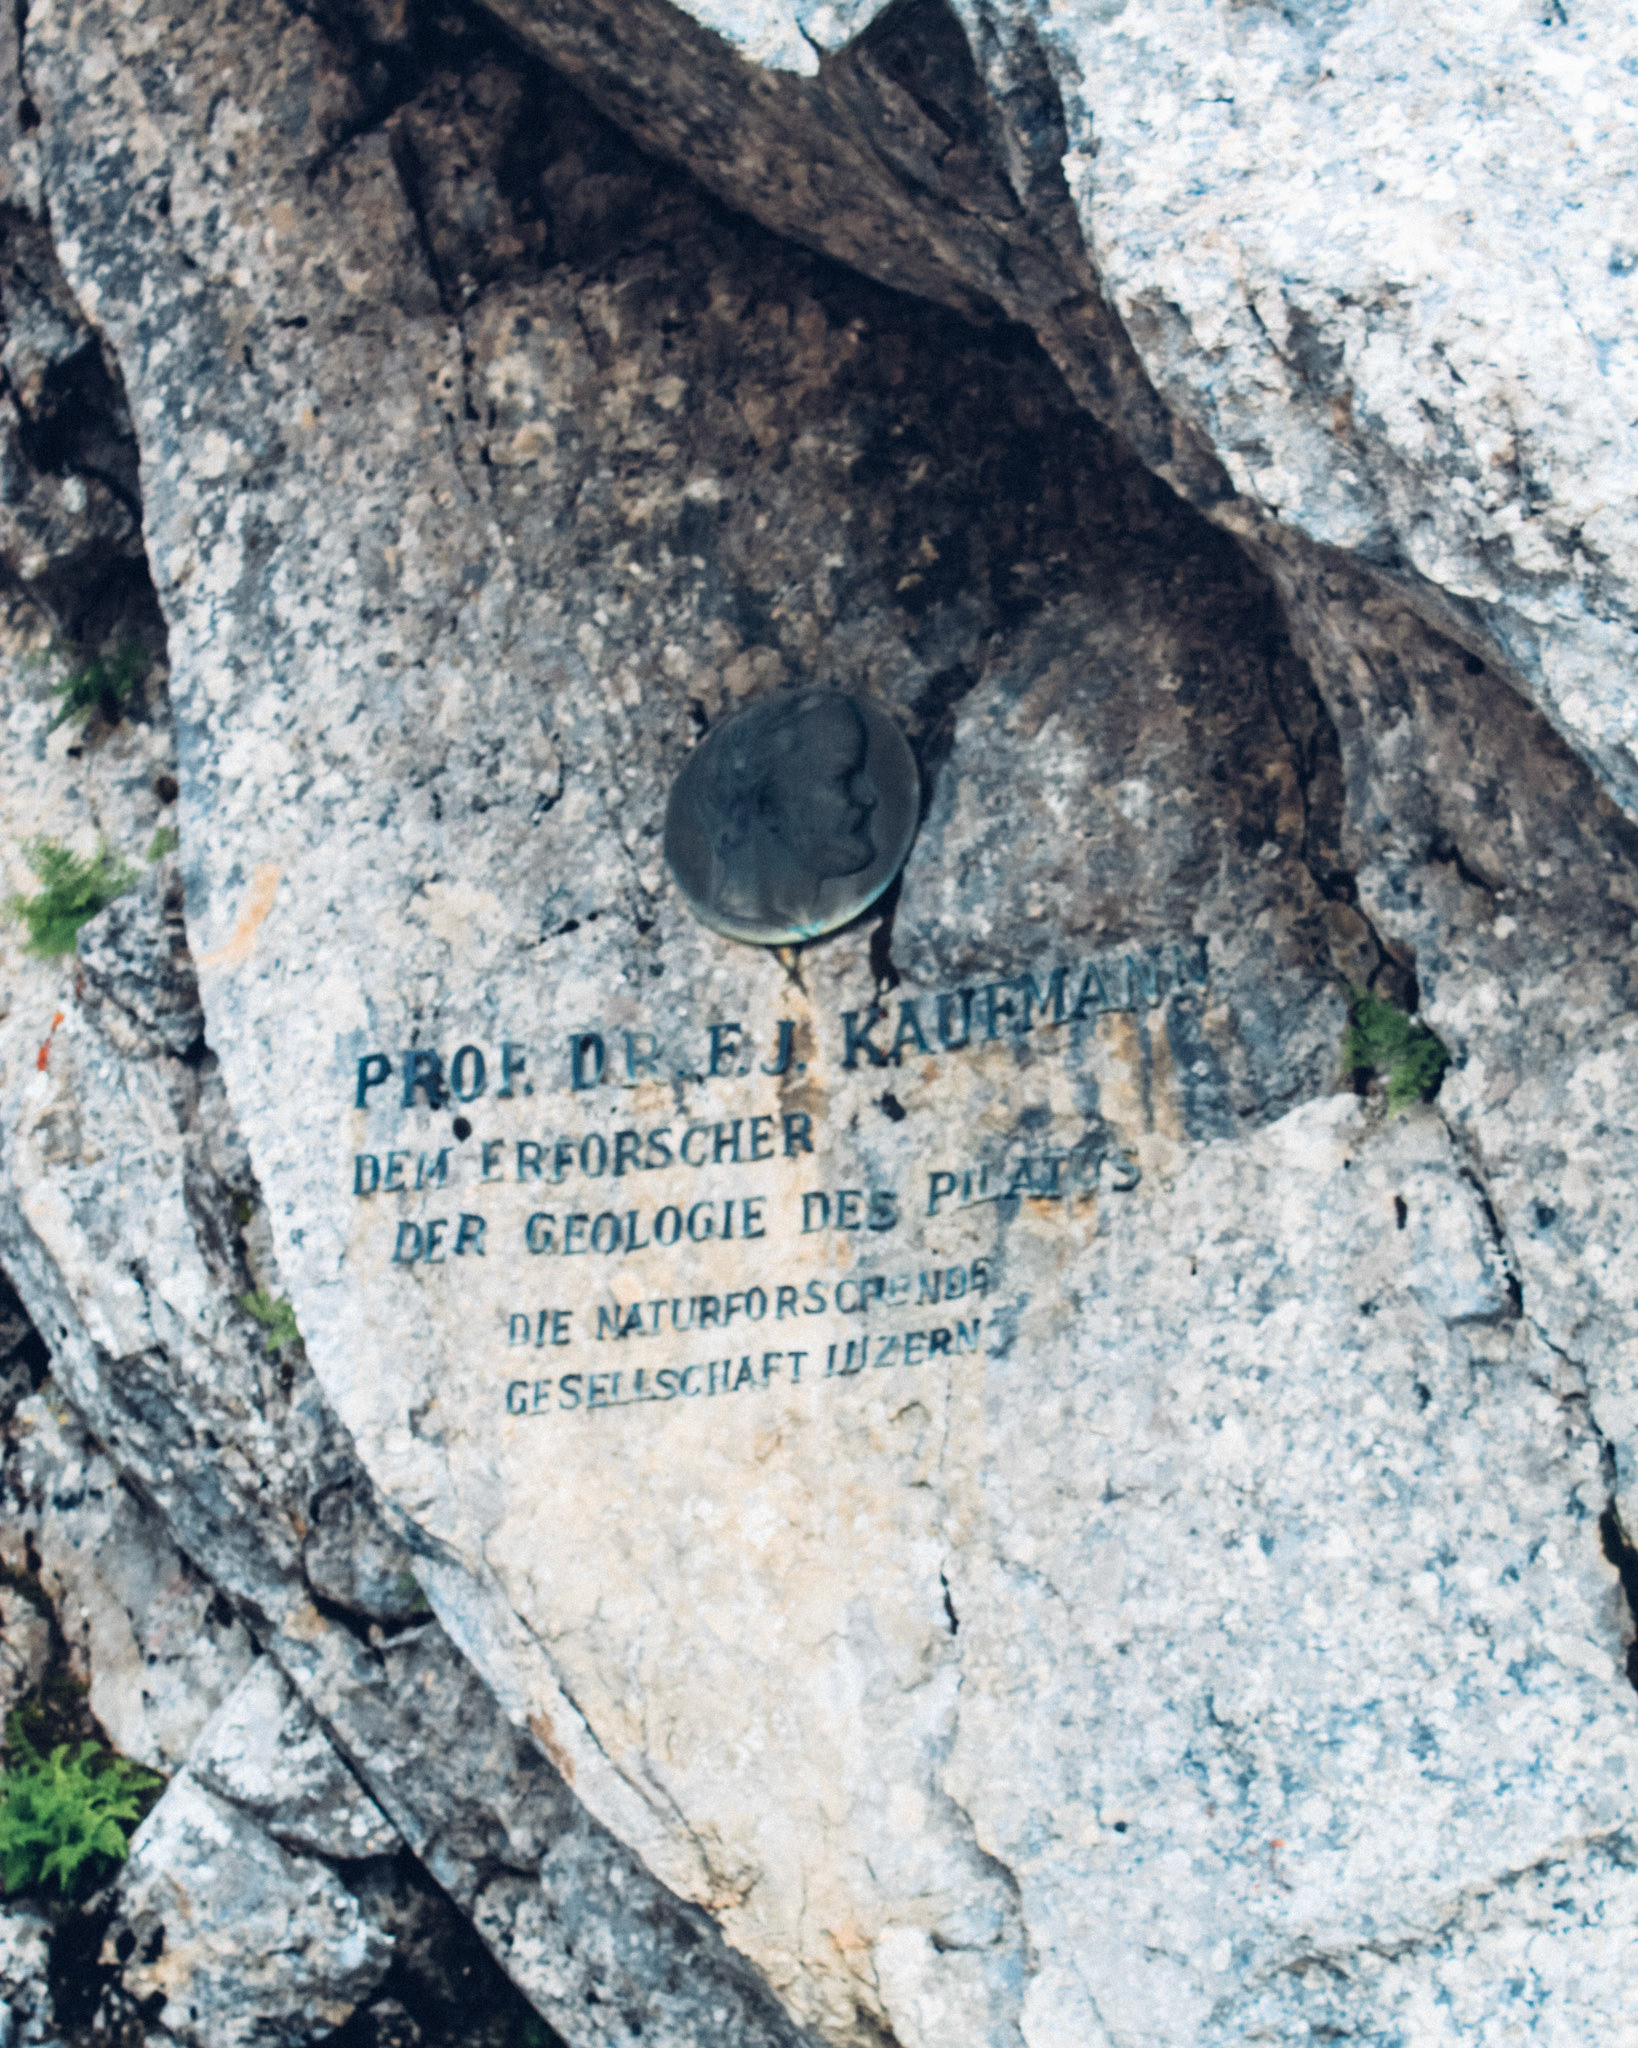 PROF. DR. F. J. KAUFMANN
DEM ERFORSCHER
DER GEOLOGIE DES PILATUS
DIE NATURFORSCHENDE
GESELLSCHAFT LUZERN